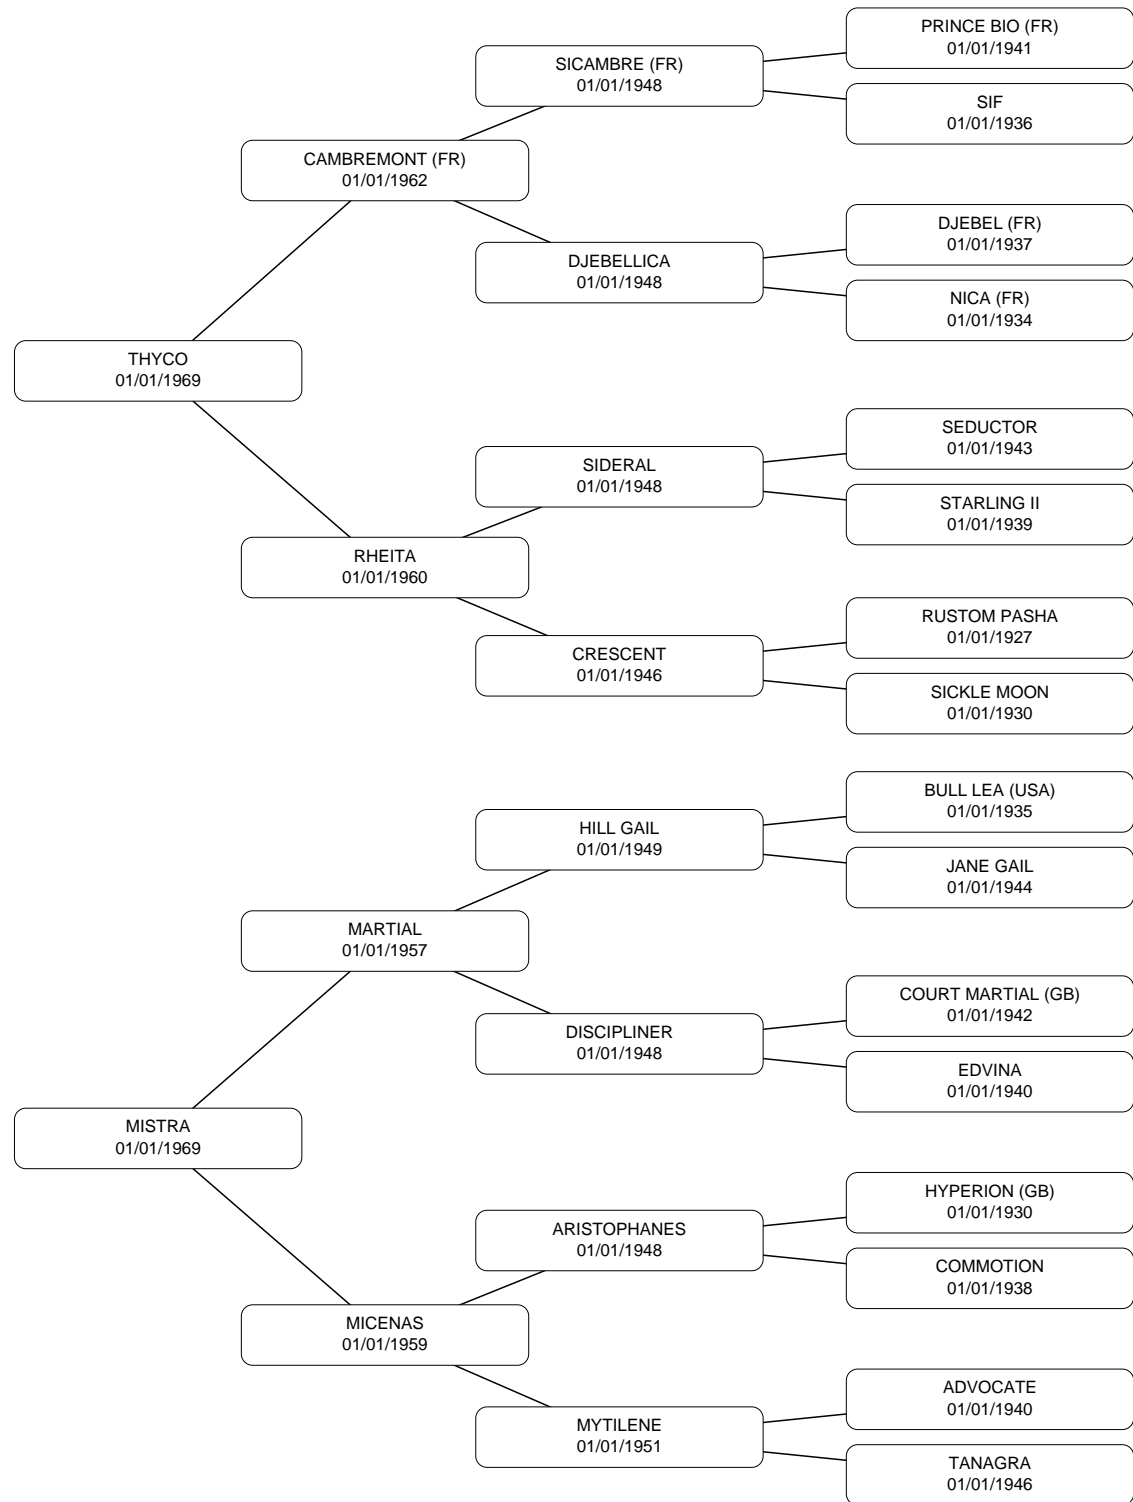 PRINCE BIO (FR)
01/01/1941
SICAMBRE (FR)
01/01/1948
SIF
01/01/1936
CAMBREMONT (FR)
01/01/1962
DJEBEL (FR)
01/01/1937
DJEBELLICA
01/01/1948
NICA (FR)
01/01/1934
THYCO
01/01/1969
SEDUCTOR
01/01/1943
SIDERAL
01/01/1948
STARLING II
01/01/1939
RHEITA
01/01/1960
RUSTOM PASHA
01/01/1927
CRESCENT
01/01/1946
SICKLE MOON
01/01/1930
BULL LEA (USA)
01/01/1935
HILL GAIL
01/01/1949
JANE GAIL
01/01/1944
MARTIAL
01/01/1957
COURT MARTIAL (GB)
01/01/1942
DISCIPLINER
01/01/1948
EDVINA
01/01/1940
MISTRA
01/01/1969
HYPERION (GB)
01/01/1930
ARISTOPHANES
01/01/1948
COMMOTION
01/01/1938
MICENAS
01/01/1959
ADVOCATE
01/01/1940
MYTILENE
01/01/1951
TANAGRA
01/01/1946